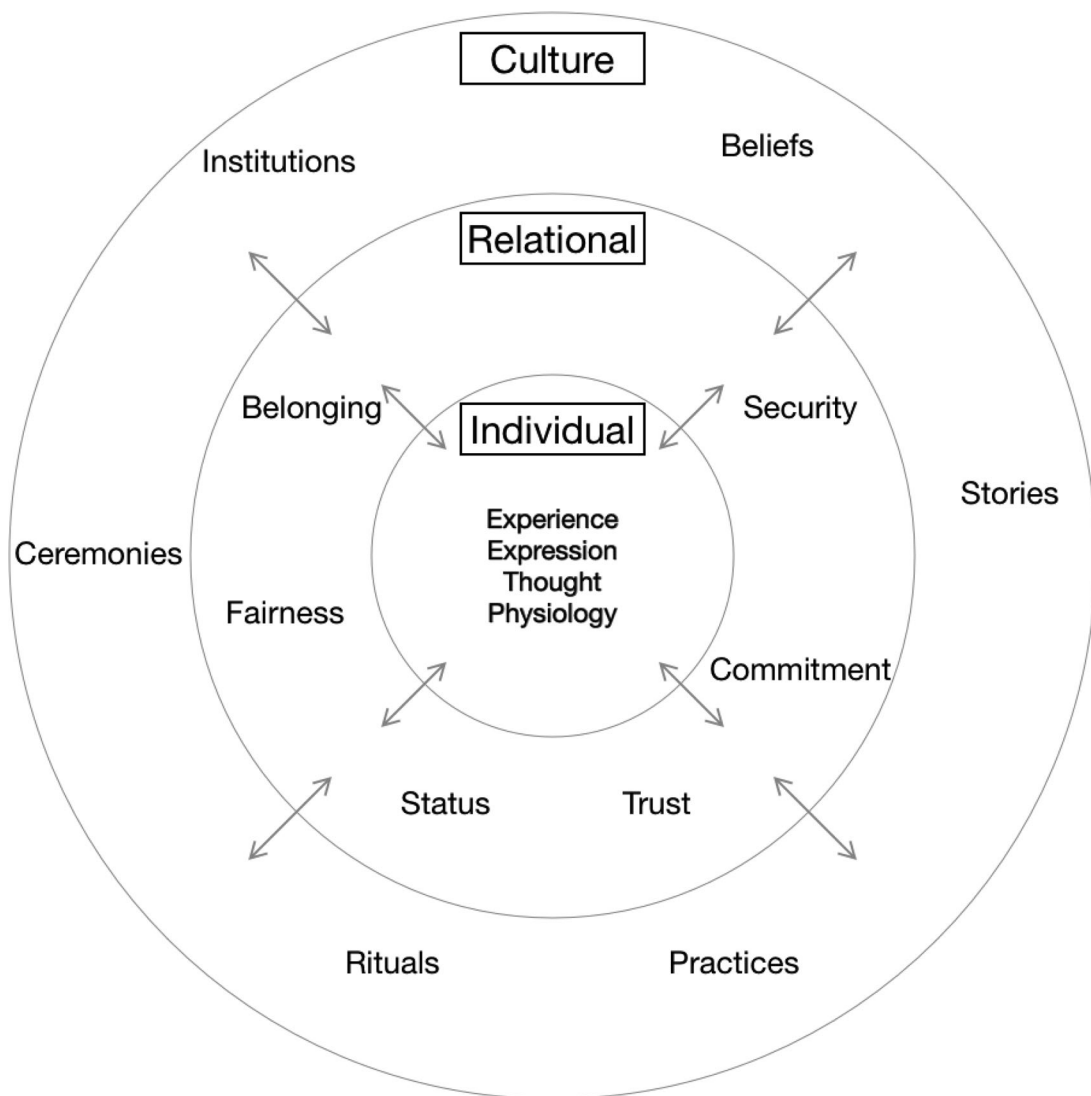 Culture
Institutions
Beliefs
Relational
Belonging
Individual
Security
Experience
Expression
Thought
Physiology
Stories
Ceremonies
Fairness
Commitment
Status
Trust
Rituals
Practices